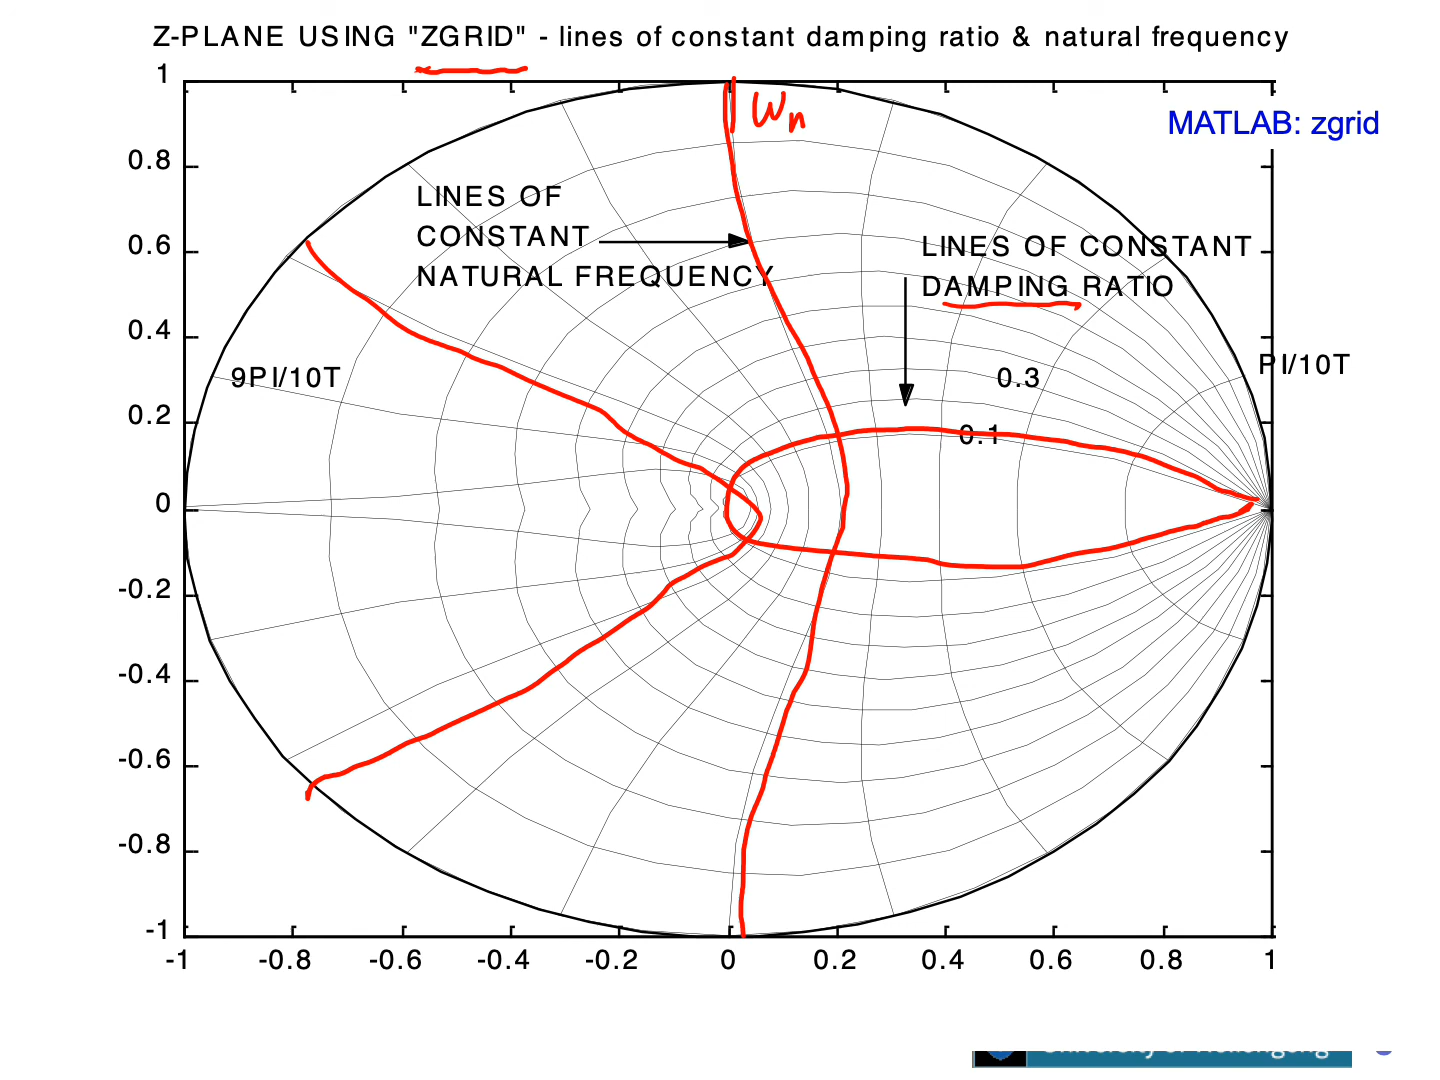 Z-PLANE USING "ZGRID" - lines of constant damping ratio & natural frequency
MATLAB: zgrid
Wn
LINES OF
CONSTANT
NATURAL FREQUENCY
LINES OF CONSTANT
DAMPING RATIO
9PI/10T
PI/10T
0.3
0.1
1
0.8
0.6
0.4
0.2
0
-0.2
-0.4
-0.6
-0.8
-1
-1 -0.8 -0.6 -0.4 -0.2 0 0.2 0.4 0.6 0.8 1